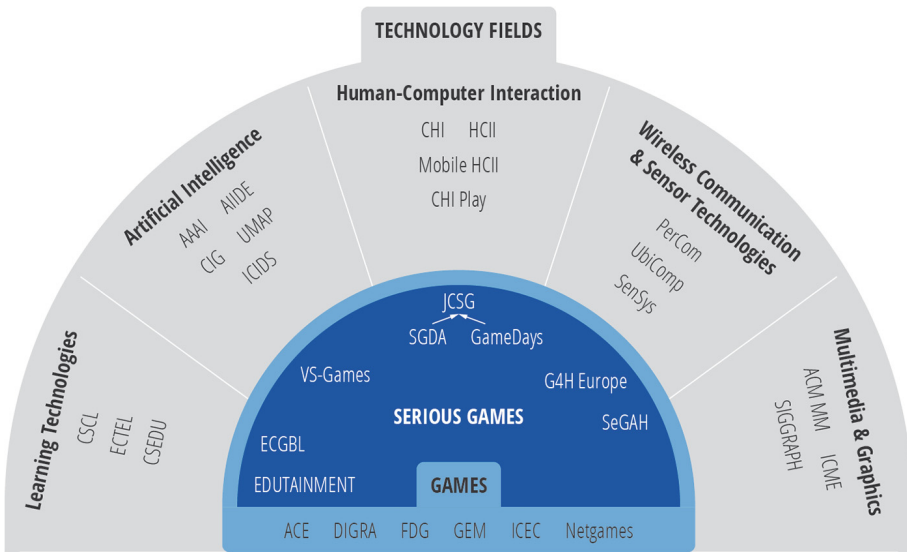 TECHNOLOGY FIELDS
Learning Technologies
CSCL
ECTEL
CSEDU
Artificial Intelligence
AAAI AIIDE
CIG UMAP
ICIDS
Human-Computer Interaction
CHI HCII
Mobile HCII
CHI Play
Wireless Communication
& Sensor Technologies
PerCom
UbiComp
SenSys
Multimedia & Graphics
ACM MM ICME
SIGGRAPH
JCSG
SGDA GameDays
VS-Games
G4H Europe
SERIOUS GAMES
SeGAH
ECGBL
EDUTAINMENT
GAMES
ACE DIGRA FDG GEM ICEC Netgames